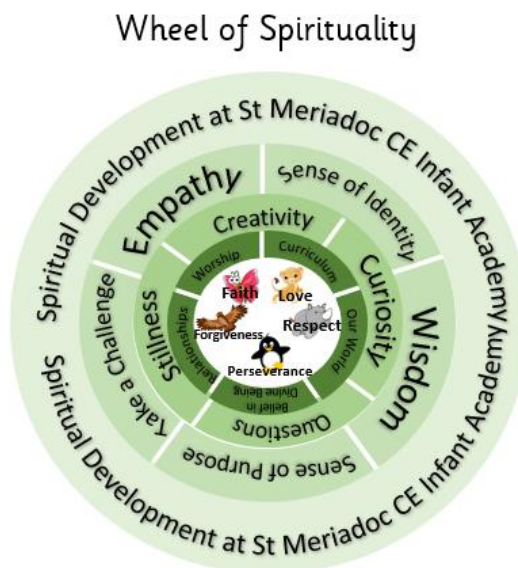 Wheel of Spirituality
Spiritual Development at St Meriadoc CE Infant Academy
Empathy
Sense of Identity
Wisdom
Sense of Purpose
Take a Challenge
Creativity
Curiosity
Questions
Stillness
Worship
Curriculum
Our World
Belief in
Divine Being
Relationships
Faith
Love
Forgiveness
Respect
Perseverance
Spiritual Development at St Meriadoc CE Infant Academy